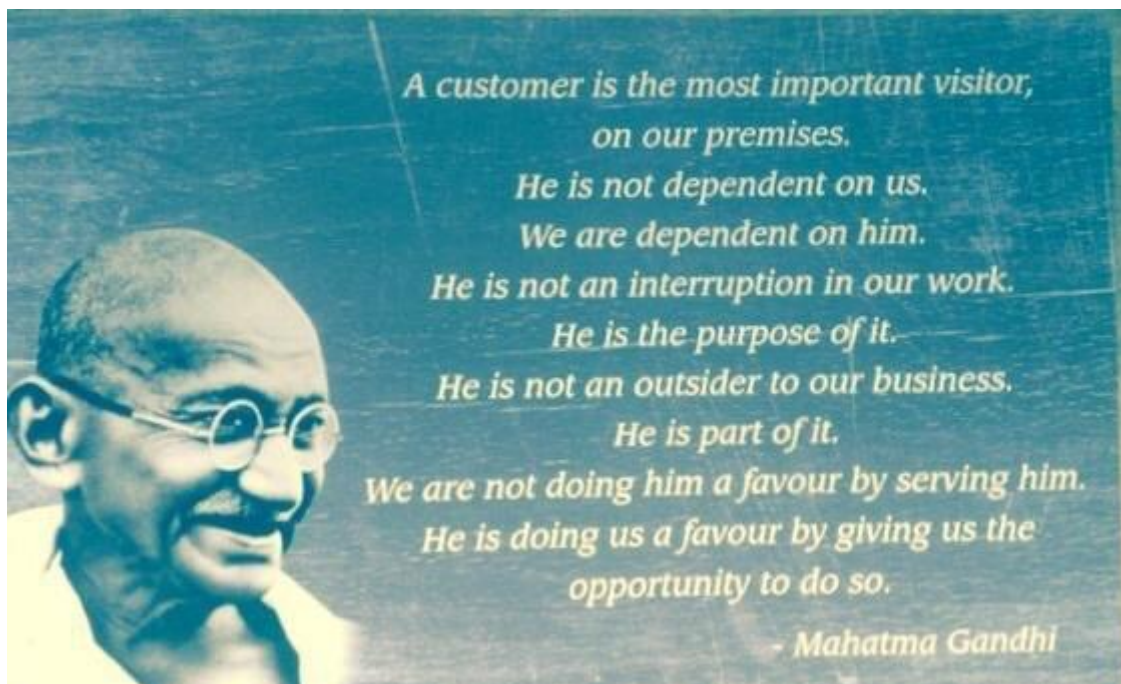 A customer is the most important visitor,
on our premises.
He is not dependent on us.
We are dependent on him.
He is not an interruption in our work.
He is the purpose of it.
He is not an outsider to our business.
He is part of it.
We are not doing him a favour by serving him.
He is doing us a favour by giving us the
opportunity to do so.
- Mahatma Gandhi